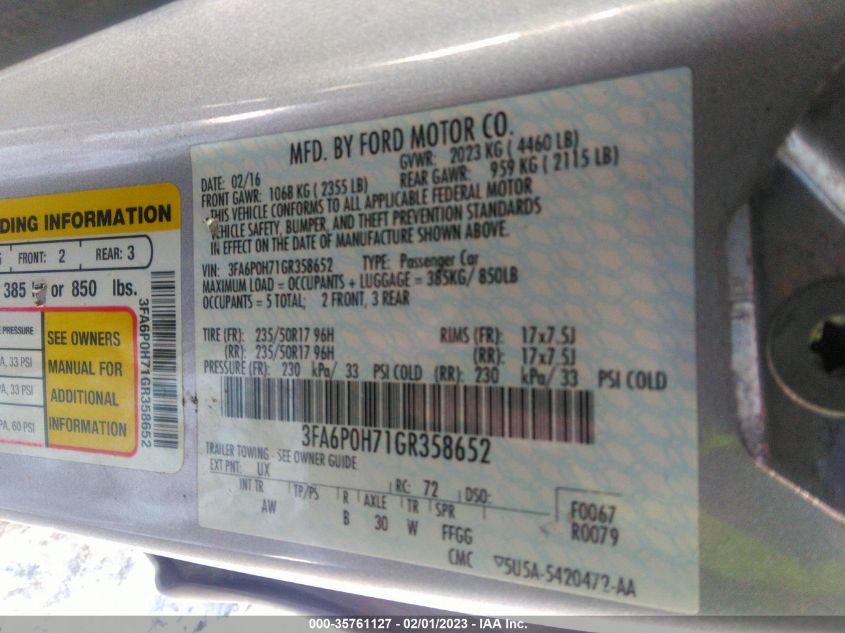 MFD. BY FORD MOTOR CO.
DATE: 02/16 GVWR: 2023 KG ( 4460 LB)
FRONT GAWR: 1068 KG ( 2355 LB) REAR GAWR: 959 KG ( 2115 LB)
THIS VEHICLE CONFORMS TO ALL APPLICABLE FEDERAL MOTOR
VEHICLE SAFETY, BUMPER, AND THEFT PREVENTION STANDARDS
IN EFFECT ON THE DATE OF MANUFACTURE SHOWN ABOVE.
VIN: 3FA6P0H71GR358652 TYPE: Passenger Car
MAXIMUM LOAD = OCCUPANTS + LUGGAGE = 385KG/ 850LB
OCCUPANTS = 5 TOTAL; 2 FRONT, 3 REAR
TIRE (FR): 235/50R17 96H RIMS (FR): 17x7.5J
(RR): 235/50R17 96H (RR): 17x7.5J
PRESSURE (FR): 230 kPa/ 33 PSI COLD (RR): 230 kPa/ 33 PSI COLD
3FA6P0H71GR358652
TRAILER TOWING - SEE OWNER GUIDE
EXT PNT: UX RC: 72 DSO:
INT TR TP/PS R AXLE TR SPR F0067
AW B 30 W FFGG R0079
CMC 5U5A-5420472-AA
DING INFORMATION
FRONT: 2 REAR: 3
385 or 850 lbs.
PRESSURE
33 PSI
33 PSI
60 PSI
SEE OWNERS
MANUAL FOR
ADDITIONAL
INFORMATION
3FA6P0H71GR358652
000-35761127 - 02/01/2023 - IAA Inc.